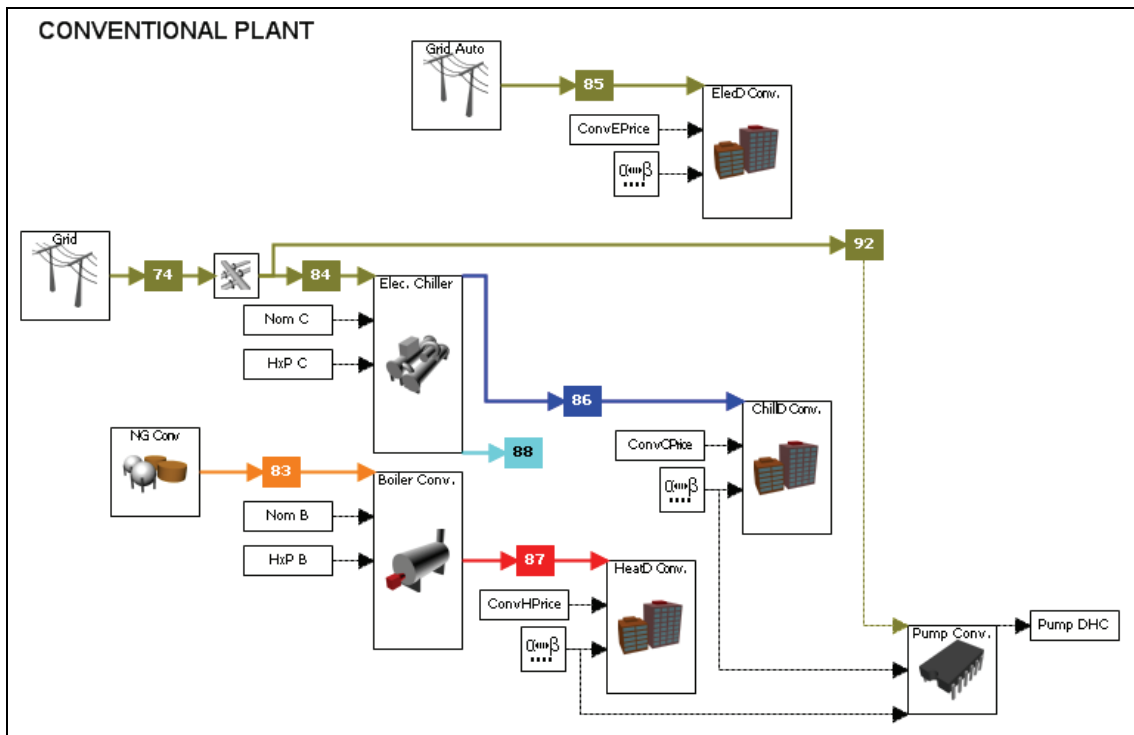 CONVENTIONAL PLANT
Grid Auto
85
ElecD Conv.
ConvEPrice
α↔β
Grid
74
84
92
Elec. Chiller
Nom C
HxP C
86
ChillD Conv.
ConvCPrice
α↔β
NG Conv
83
88
Boiler Conv.
Nom B
HxP B
87
HeatD Conv.
ConvHPrice
α↔β
Pump Conv.
Pump DHC